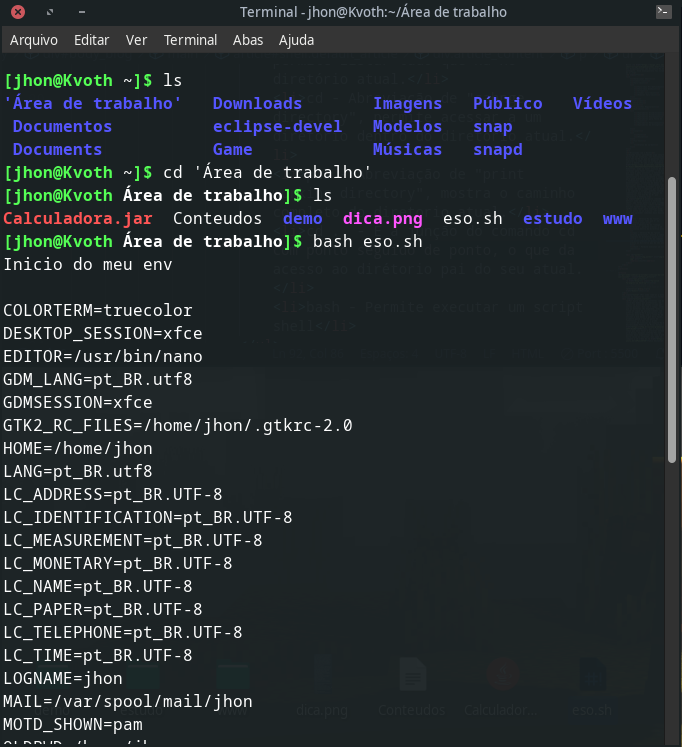 Terminal - jhon@Kvoth:~/Área de trabalho
Arquivo Editar Ver Terminal Abas Ajuda
[jhon@Kvoth ~]$ ls
'Área de trabalho' Downloads Imagens Público Vídeos
Documentos eclipse-devel Modelos snap
Documents Game Músicas snapd
[jhon@Kvoth ~]$ cd 'Área de trabalho'
[jhon@Kvoth Área de trabalho]$ ls
Calculadora.jar Conteudos demo dica.png eso.sh estudo www
[jhon@Kvoth Área de trabalho]$ bash eso.sh
Inicio do meu env
COLORTERM=truecolor
DESKTOP_SESSION=xfce
EDITOR=/usr/bin/nano
GDM_LANG=pt_BR.utf8
GDMSESSION=xfce
GTK2_RC_FILES=/home/jhon/.gtkrc-2.0
HOME=/home/jhon
LANG=pt_BR.utf8
LC_ADDRESS=pt_BR.UTF-8
LC_IDENTIFICATION=pt_BR.UTF-8
LC_MEASUREMENT=pt_BR.UTF-8
LC_MONETARY=pt_BR.UTF-8
LC_NAME=pt_BR.UTF-8
LC_PAPER=pt_BR.UTF-8
LC_TELEPHONE=pt_BR.UTF-8
LC_TIME=pt_BR.UTF-8
LOGNAME=jhon
MAIL=/var/spool/mail/jhon
MOTD_SHOWN=pam
dica.png Conteudos Calculador... eso.sh